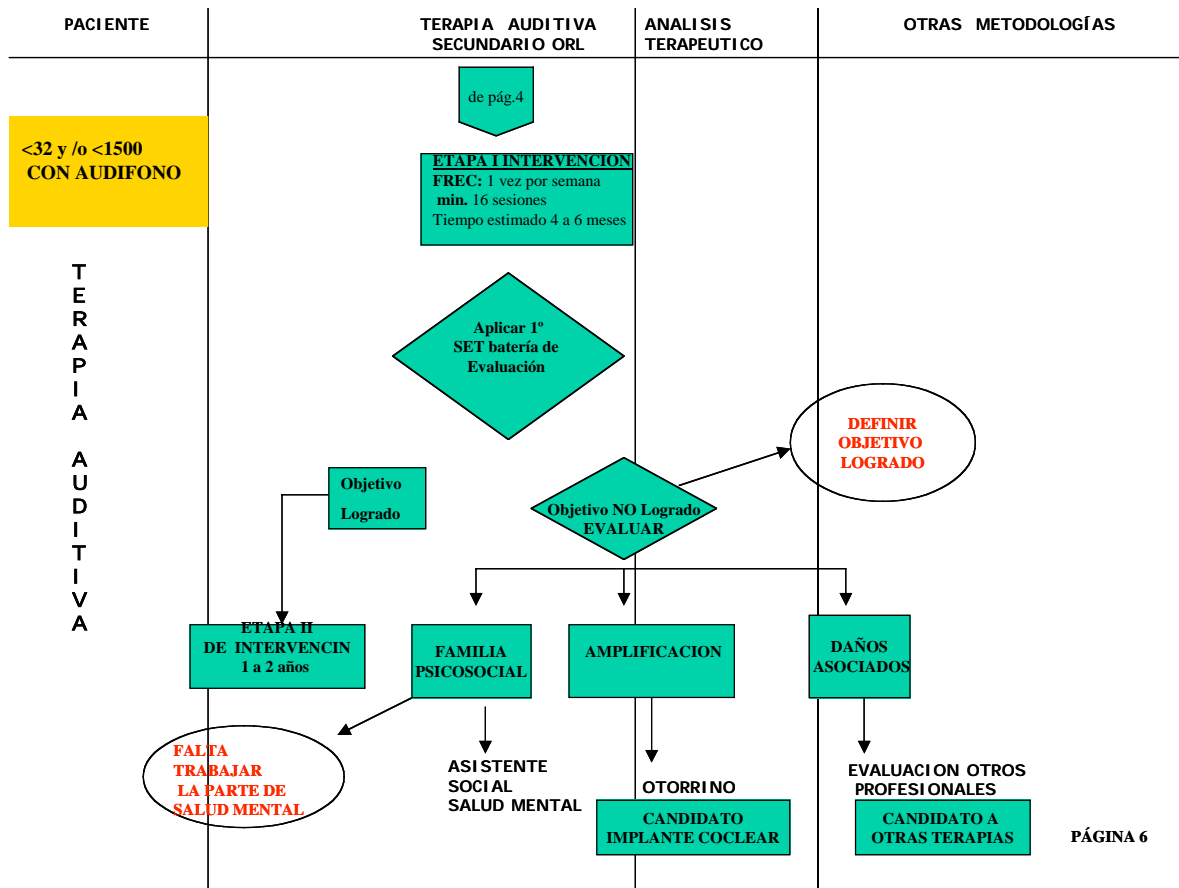 PACIENTE
TERAPIA AUDITIVA
SECUNDARIO ORL
ANALISIS
TERAPEUTICO
OTRAS METODOLOGÍAS
de pág.4
<32 y /o <1500
CON AUDIFONO
ETAPA I INTERVENCION
FREC: 1 vez por semana
min. 16 sesiones
Tiempo estimado 4 a 6 meses
TERAPIA AUDITIVA
Aplicar 1º
SET batería de
Evaluación
DEFINIR
OBJETIVO
LOGRADO
Objetivo
Logrado
Objetivo NO Logrado
EVALUAR
ETAPA II
DE INTERVENCIN
1 a 2 años
FAMILIA
PSICOSOCIAL
AMPLIFICACION
DAÑOS
ASOCIADOS
FALTA
TRABAJAR
LA PARTE DE
SALUD MENTAL
ASISTENTE
SOCIAL
SALUD MENTAL
OTORRINO
CANDIDATO
IMPLANTE COCLEAR
EVALUACION OTROS
PROFESIONALES
CANDIDATO A
OTRAS TERAPIAS
PÁGINA 6